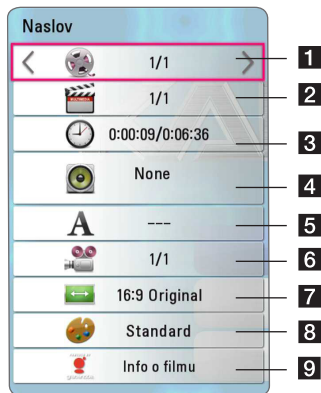 Naslov
1/1 1
1/1 2
0:00:09/0:06:36 3
None 4
A --- 5
1/1 6
16:9 Original 7
Standard 8
Info o filmu 9